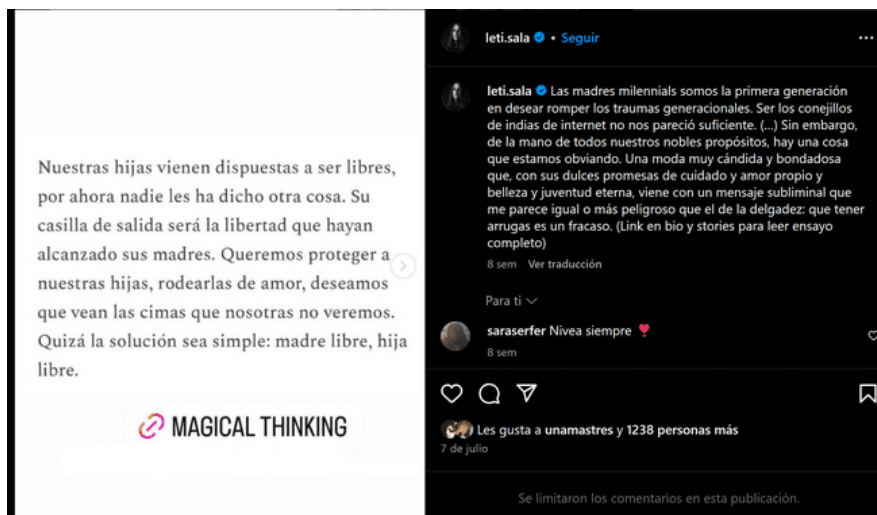 Nuestras hijas vienen dispuestas a ser libres,
por ahora nadie les ha dicho otra cosa. Su
casilla de salida será la libertad que hayan
alcanzado sus madres. Queremos proteger a
nuestras hijas, rodearlas de amor, deseamos
que vean las cimas que nosotras no veremos.
Quizá la solución sea simple: madre libre, hija
libre.
MAGICAL THINKING
leti.sala • Seguir
leti.sala Las madres milennials somos la primera generación
en desear romper los traumas generacionales. Ser los conejillos
de indias de internet no nos pareció suficiente. (...) Sin embargo,
de la mano de todos nuestros nobles propósitos, hay una cosa
que estamos obviando. Una moda muy cándida y bondadosa
que, con sus dulces promesas de cuidado y amor propio y
belleza y juventud eterna, viene con un mensaje subliminal que
me parece igual o más peligroso que el de la delgadez: que tener
arrugas es un fracaso. (Link en bio y stories para leer ensayo
completo)
8 sem Ver traducción
Para ti
saraserfer Nivea siempre
8 sem
Les gusta a unamastres y 1238 personas más
7 de julio
Se limitaron los comentarios en esta publicación.